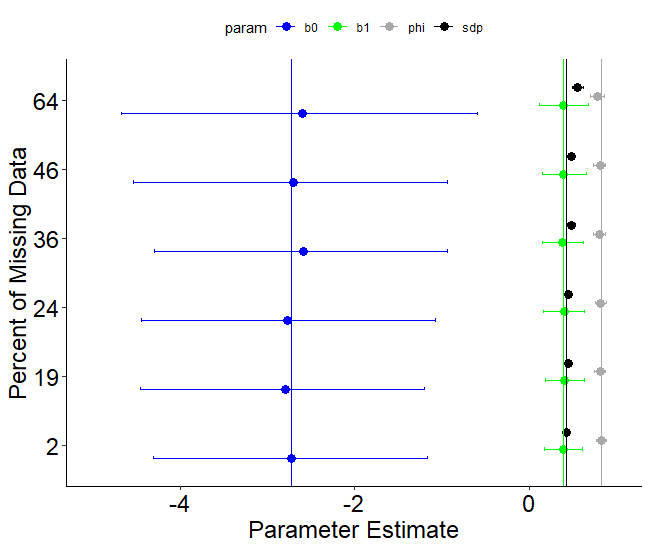 param b0 b1 phi sdp
Percent of Missing Data
64
46
36
24
19
2
-4 -2 0
Parameter Estimate